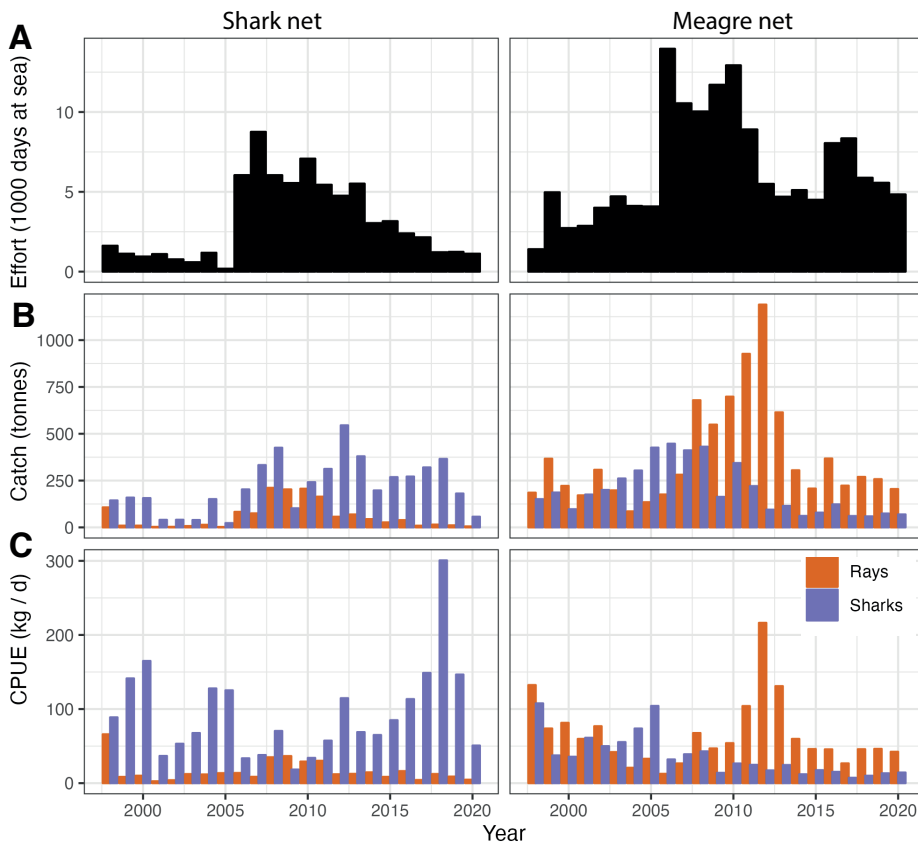 Shark net
Meagre net
A
Effort (1000 days at sea)
10
5
0
B
Catch (tonnes)
1000
750
500
250
0
C
CPUE (kg / d)
300
200
100
0
Rays
Sharks
2000 2005 2010 2015 2020
2000 2005 2010 2015 2020
Year